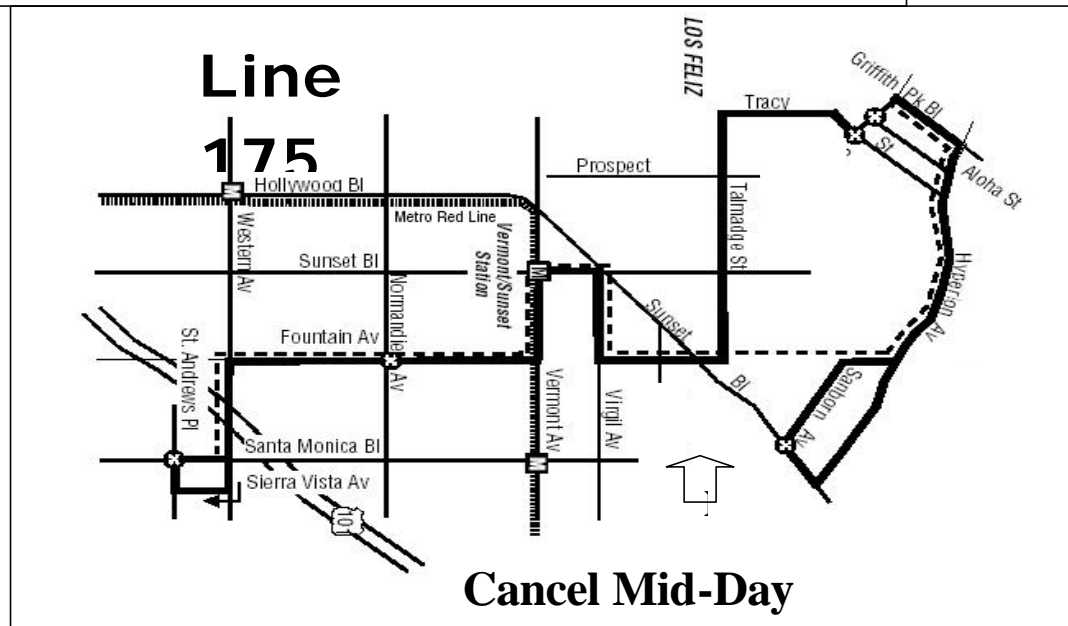 Line
175
LOS FELIZ
Griffith Pk Bl
Tracy
St
Aloha St
Prospect
M
Hollywood Bl
Metro Red Line
Western Av
Vermont/Sunset
Station
Talmadge St
Sunset Bl
M
Normandie Av
Hyperion Av
Sunset Bl
Fountain Av
St. Andrews Pl
Vermont Av
Virgil Av
Sanborn Av
Santa Monica Bl
M
Sierra Vista Av
10
Cancel Mid-Day